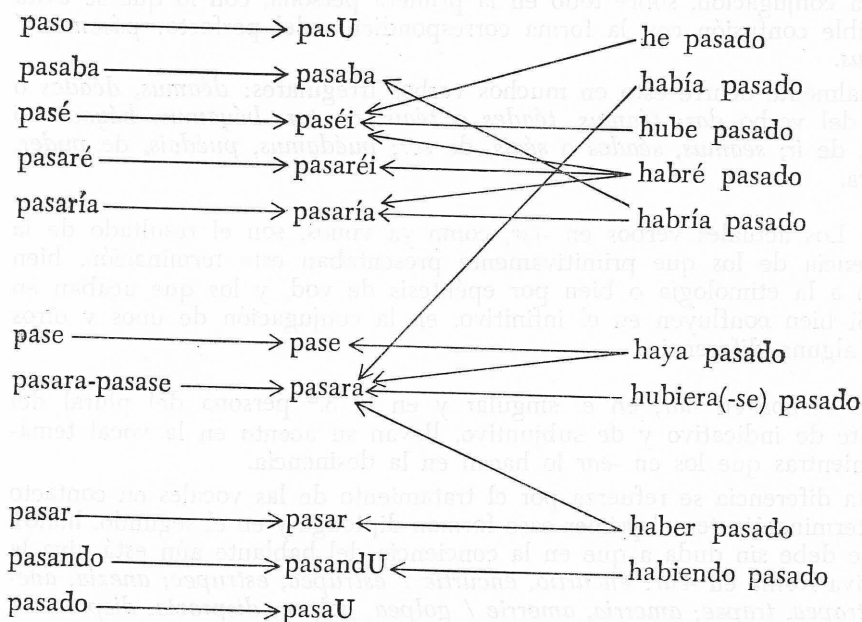 paso pasU he pasado
pasaba pasaba había pasado
pasé paséi hube pasado
pasaré pasaréi habré pasado
pasaría pasaría habría pasado
pase pase haya pasado
pasara-pasase pasara hubiera(-se) pasado
pasar pasar haber pasado
pasando pasandU habiendo pasado
pasado pasaU